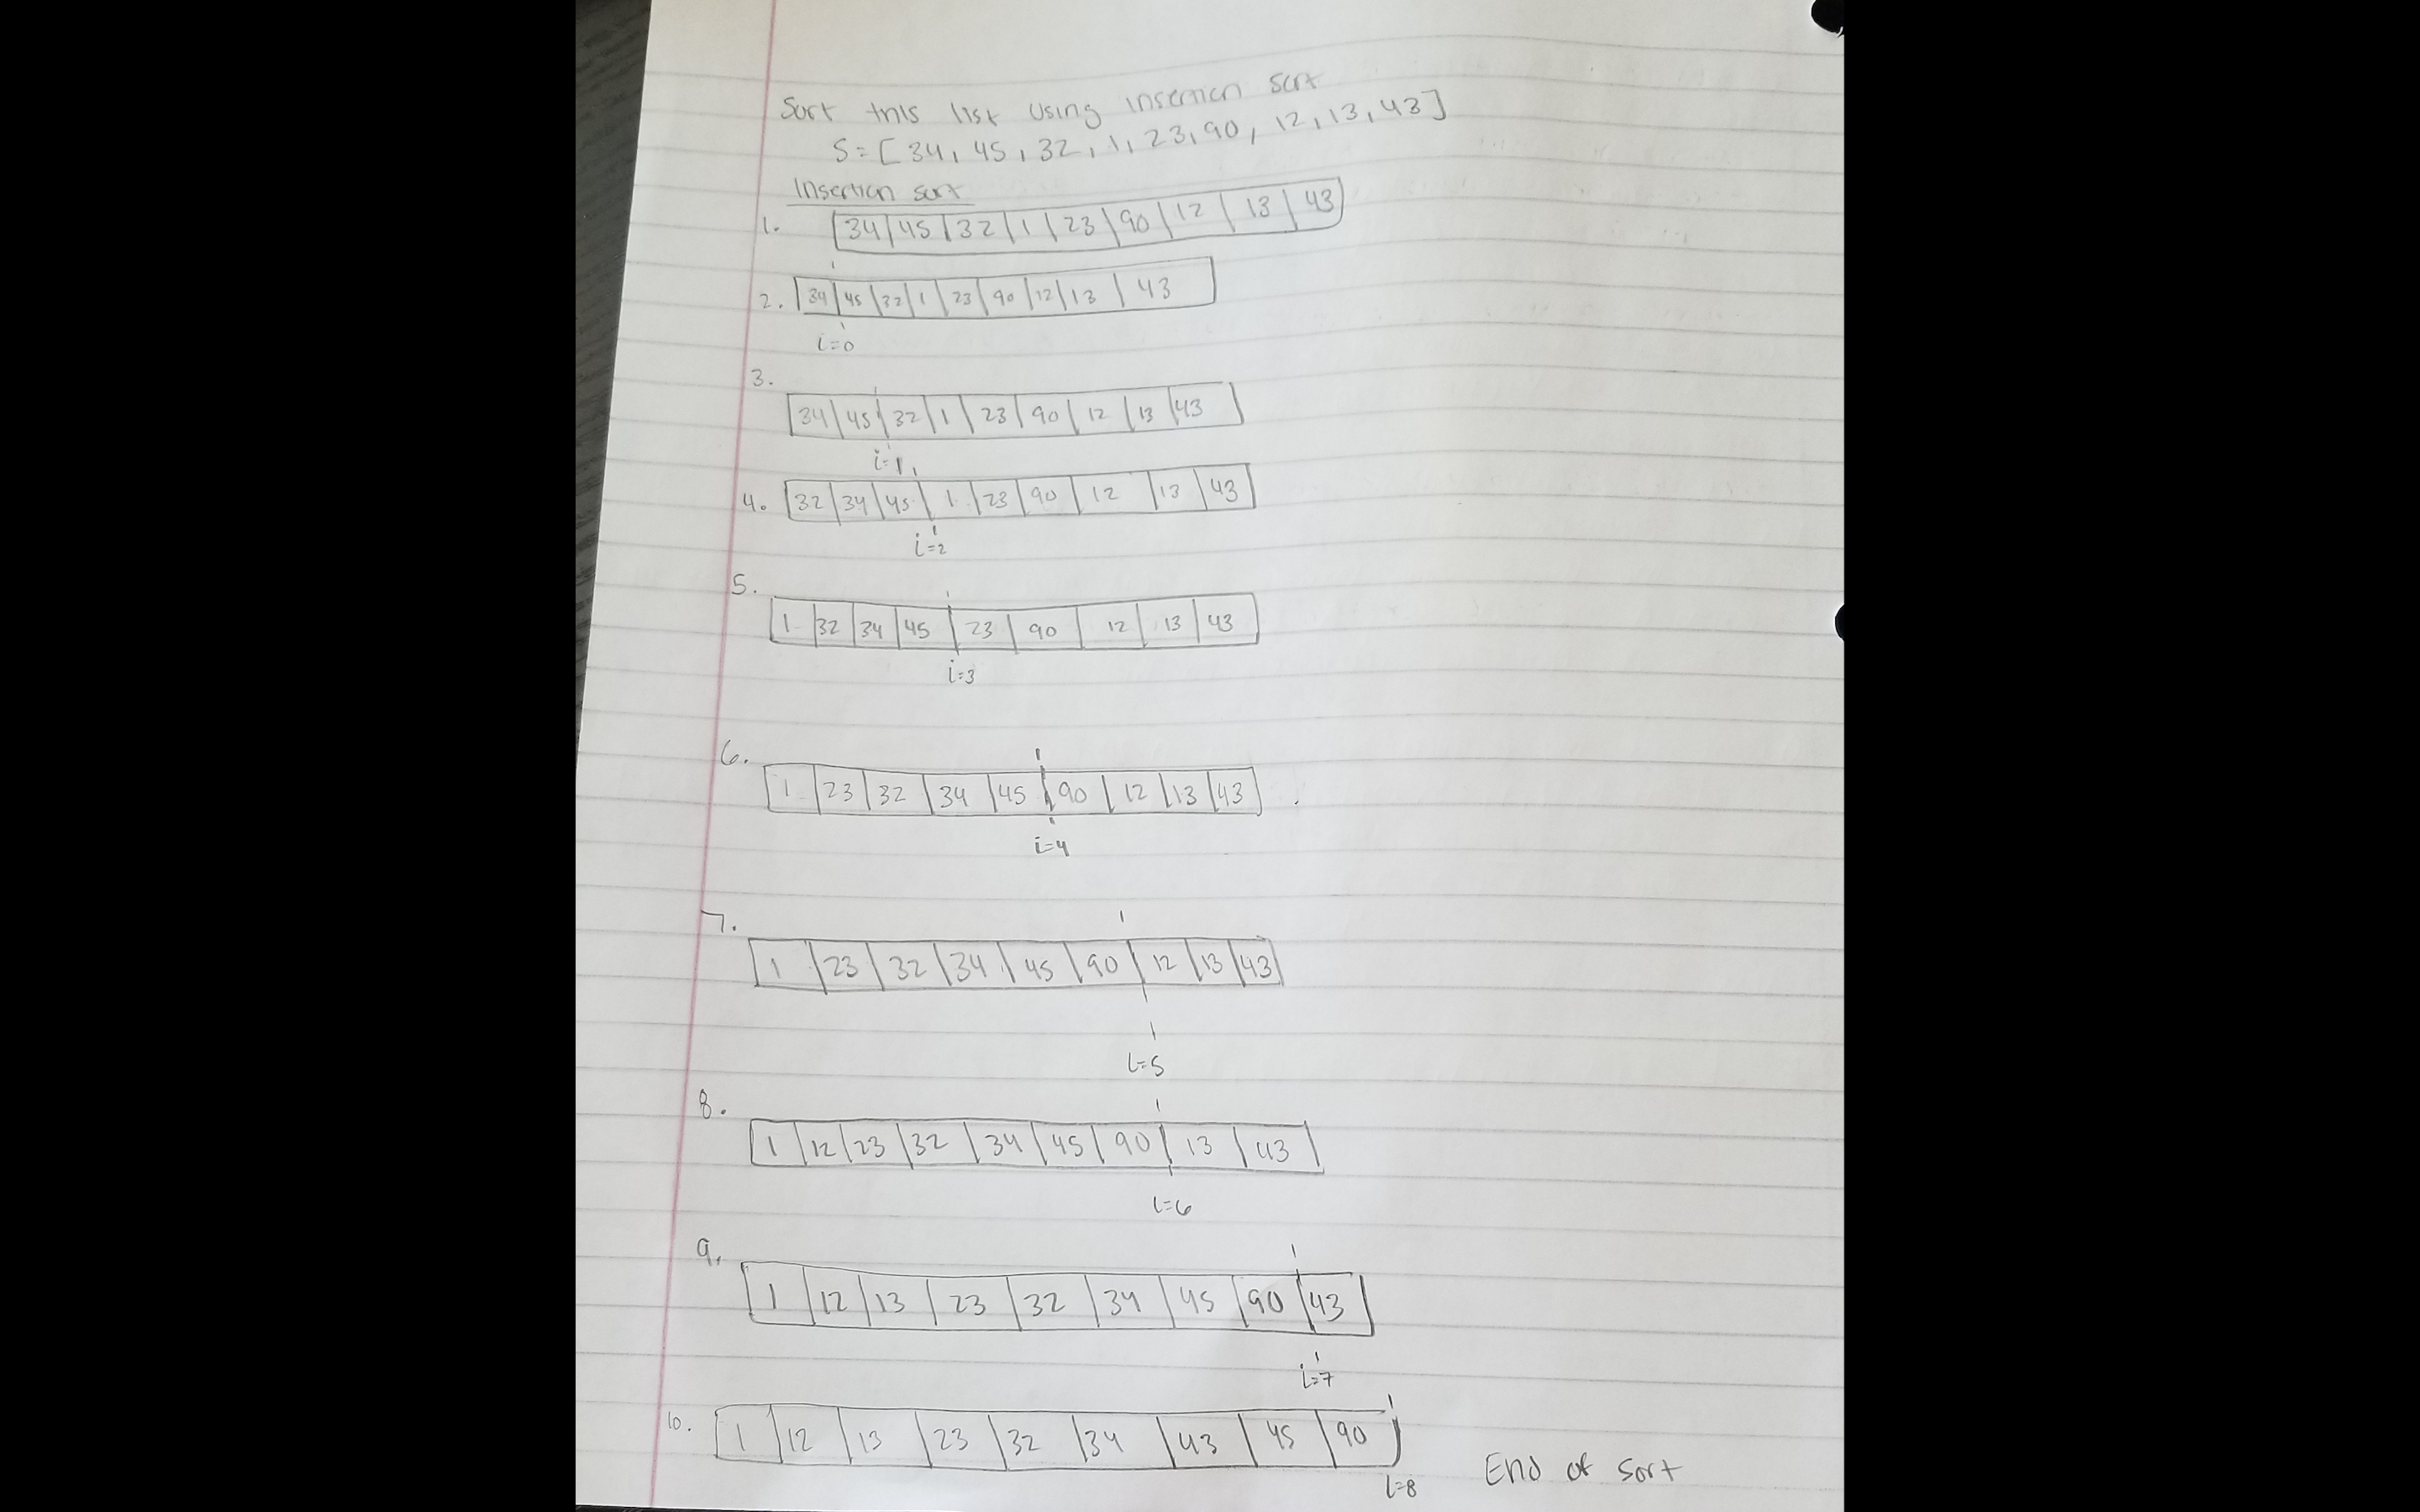 Sort this list using insertion sort
S=[34, 45, 32, 1, 23, 90, 12, 13, 43]
Insertion sort
1. 34 | 45 | 32 | 1 | 23 | 90 | 12 | 13 | 43
2. 34 | 45 | 32 | 1 | 23 | 90 | 12 | 13 | 43
i=0
3.
34 | 45 | 32 | 1 | 23 | 90 | 12 | 13 | 43
i=1
4. 32 | 34 | 45 | 1 | 23 | 90 | 12 | 13 | 43
i=2
5.
1 | 32 | 34 | 45 | 23 | 90 | 12 | 13 | 43
i=3
6.
1 | 23 | 32 | 34 | 45 | 90 | 12 | 13 | 43
i=4
7.
1 | 23 | 32 | 34 | 45 | 90 | 12 | 13 | 43
i=5
8.
1 | 12 | 23 | 32 | 34 | 45 | 90 | 13 | 43
i=6
9.
1 | 12 | 13 | 23 | 32 | 34 | 45 | 90 | 43
i=7
10. 1 | 12 | 13 | 23 | 32 | 34 | 43 | 45 | 90
i=8 End of sort